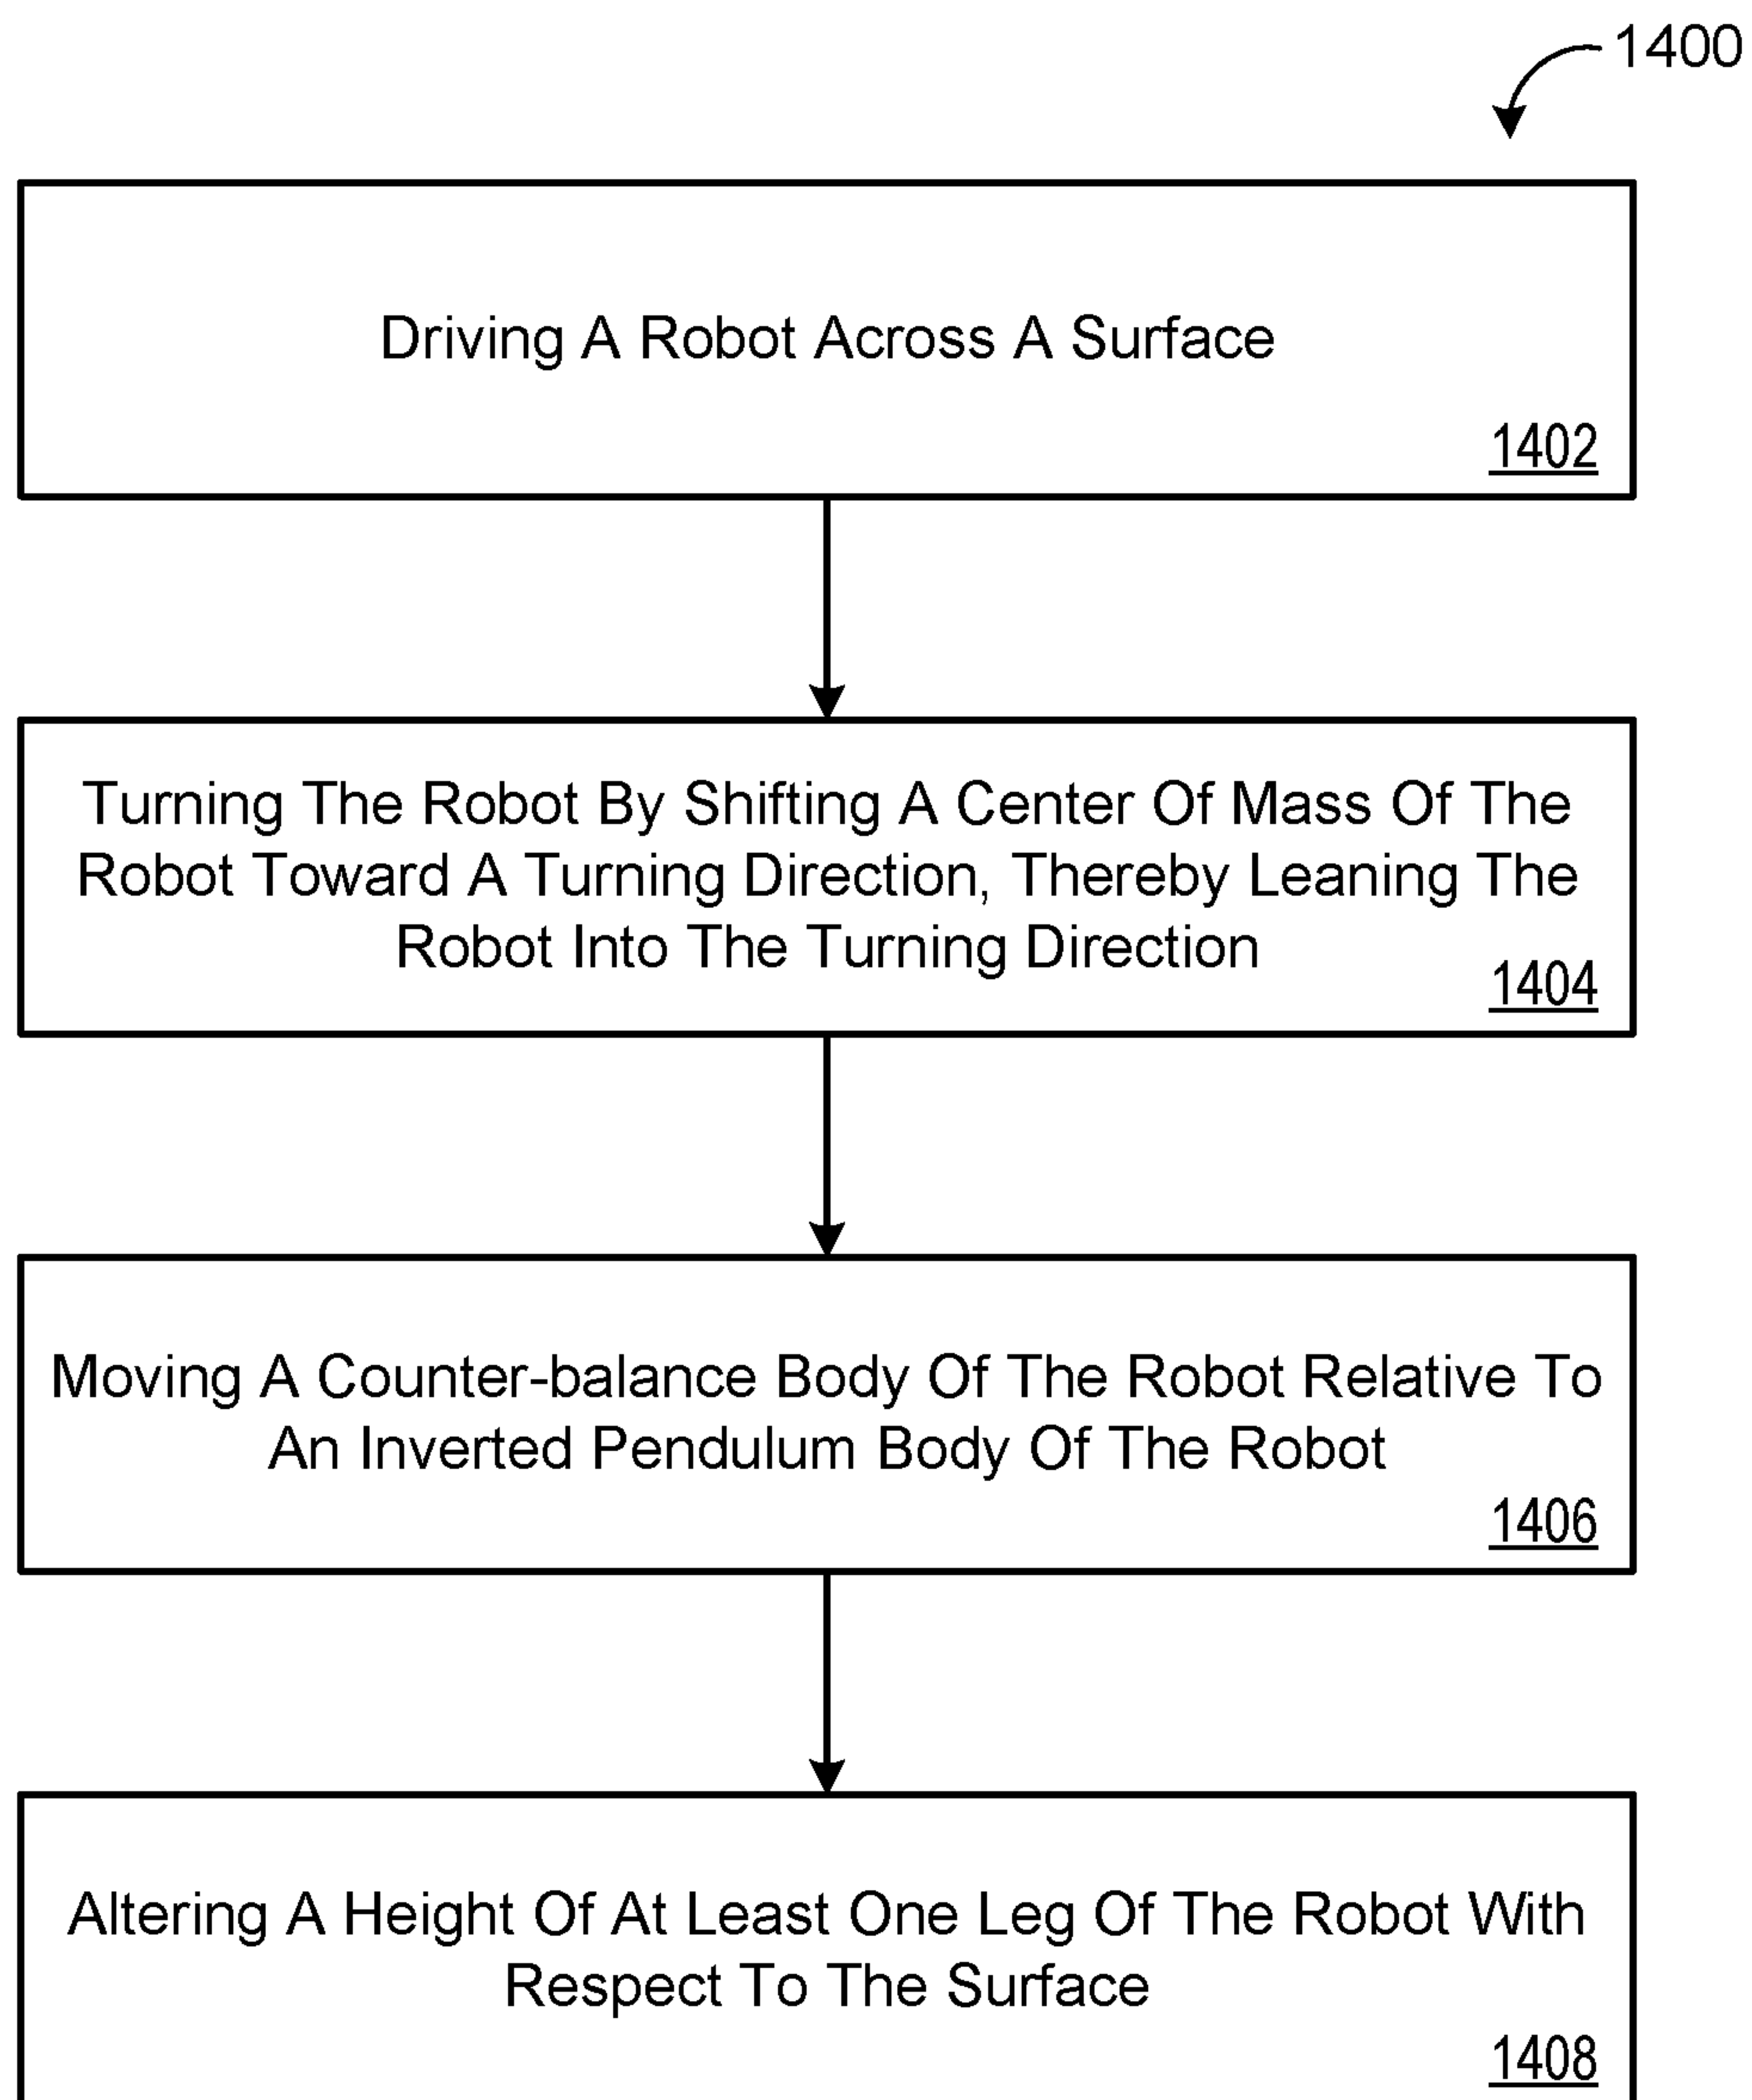 1400
Driving A Robot Across A Surface
1402
Turning The Robot By Shifting A Center Of Mass Of The
Robot Toward A Turning Direction, Thereby Leaning The
Robot Into The Turning Direction
1404
Moving A Counter-balance Body Of The Robot Relative To
An Inverted Pendulum Body Of The Robot
1406
Altering A Height Of At Least One Leg Of The Robot With
Respect To The Surface
1408